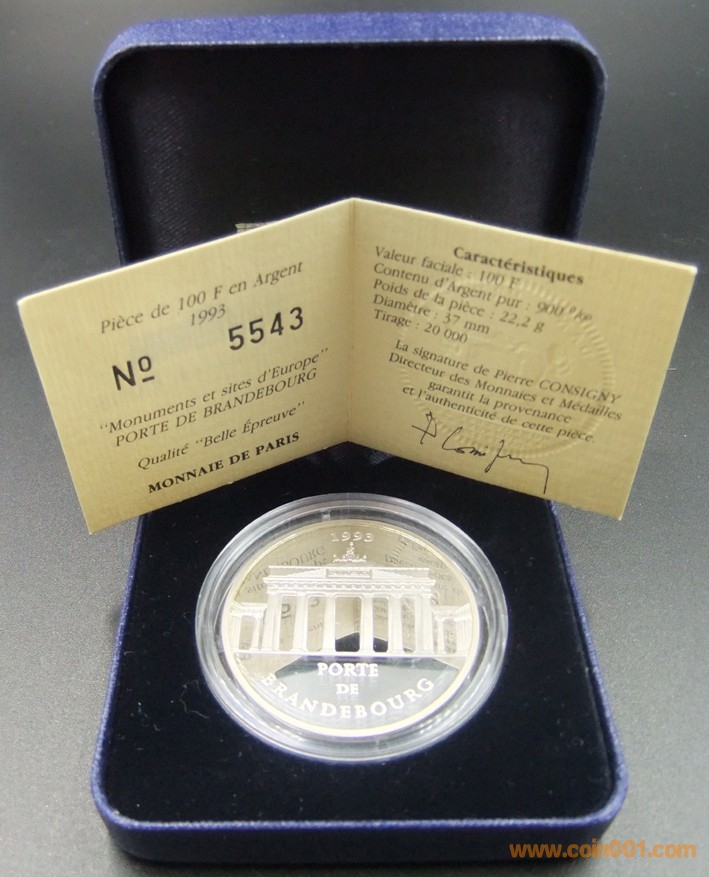 Pièce de 100 F en Argent
1993
Nº 5543
"Monuments et sites d'Europe"
PORTE DE BRANDEBOURG
Qualité "Belle Épreuve"
MONNAIE DE PARIS
Caractéristiques
Valeur faciale : 100 F
Contenu d'Argent pur : 900
Poids de la pièce : 22,2 g
Diamètre : 37 mm
Tirage : 20 000
La signature de Pierre CONSIGNY
Directeur des Monnaies et Médailles
garantit la provenance
et l'authenticité de cette pièce.
1993
PORTE
DE
BRANDEBOURG
www.coin001.com